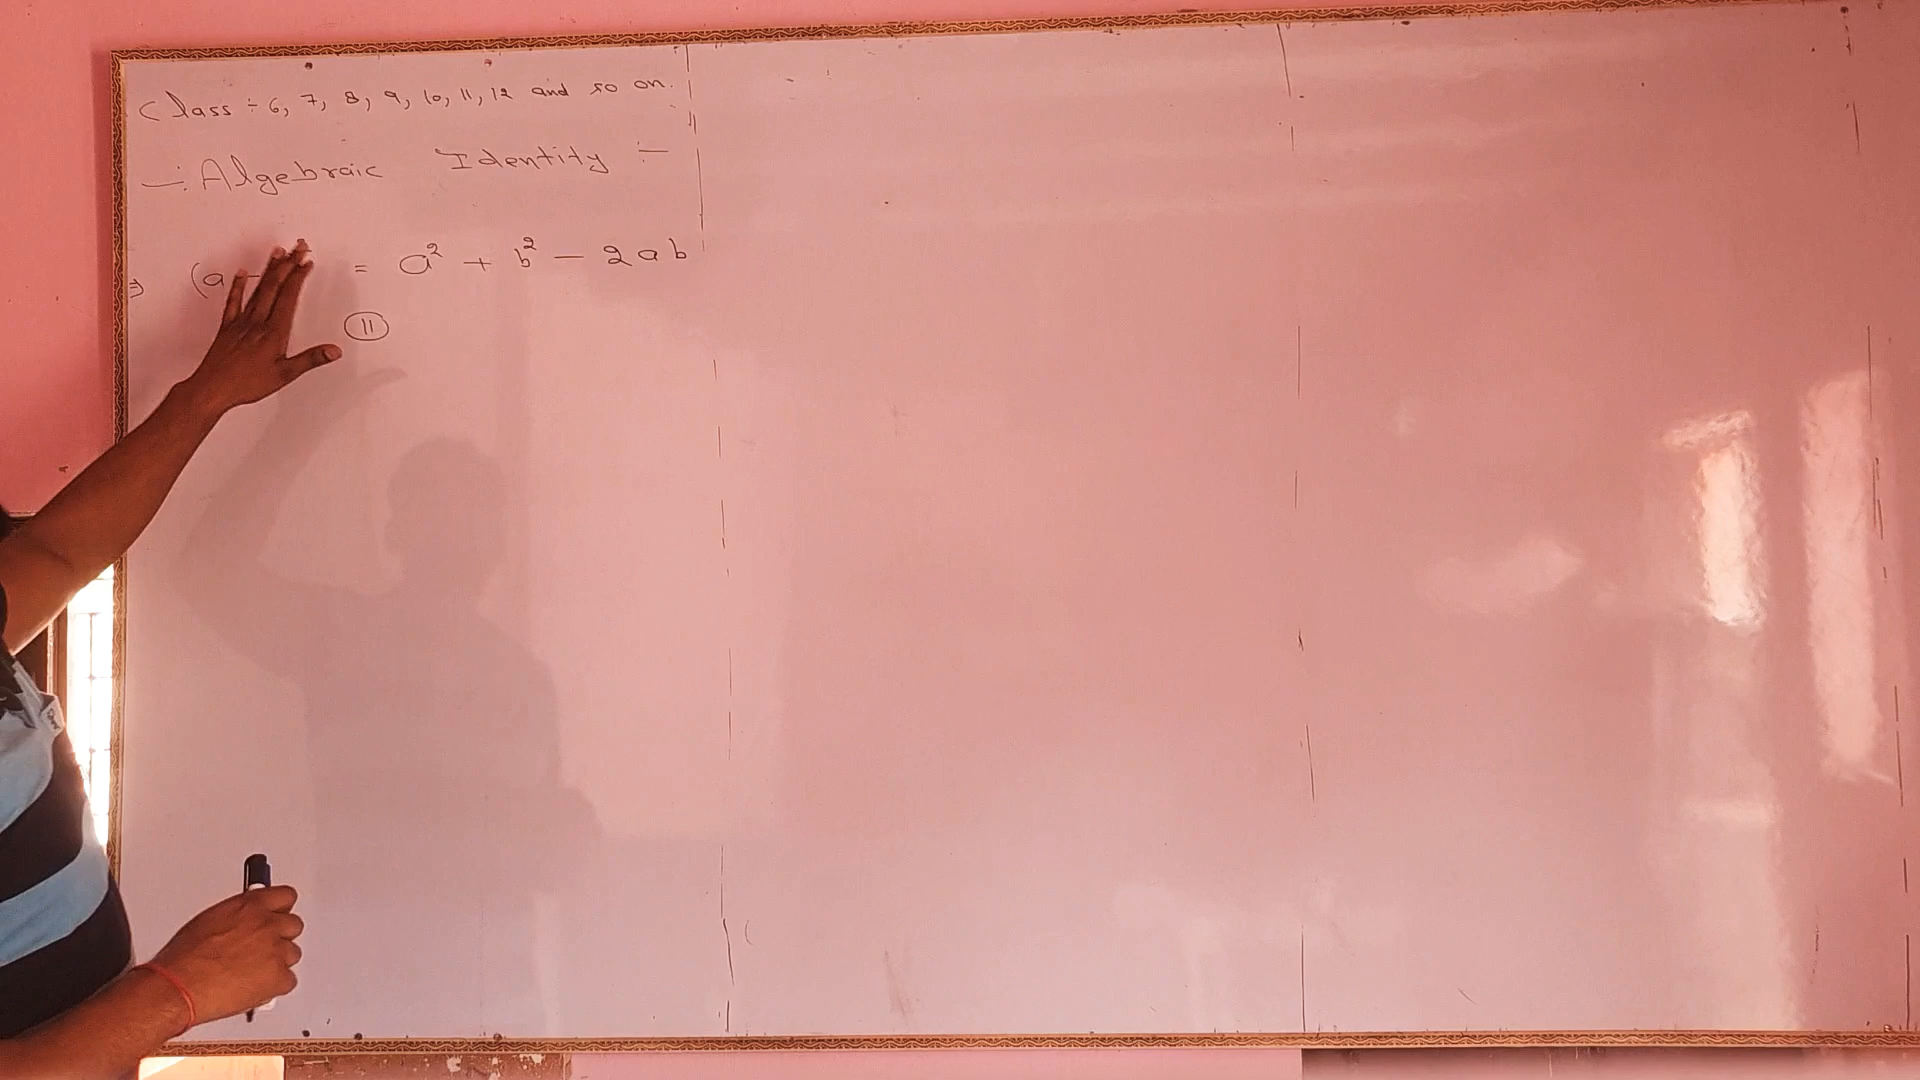 Class ÷ 6, 7, 8, 9, 10, 11, 12 and so on.
—: Algebraic Identity :—
⇒ (a - = a² + b² - 2ab
11